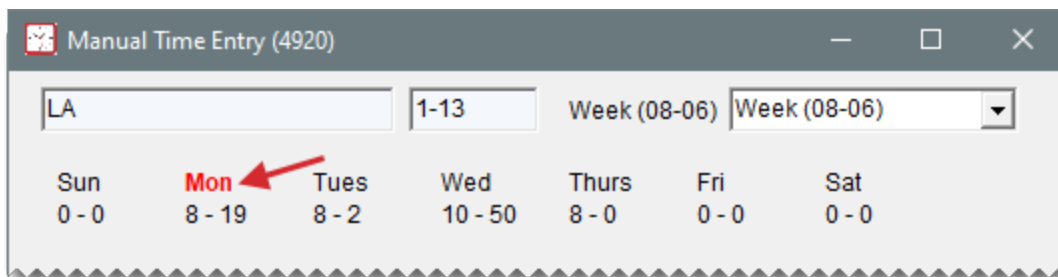 Manual Time Entry (4920)
LA 1-13 Week (08-06) Week (08-06)
Sun Mon Tues Wed Thurs Fri Sat
0 - 0 8 - 19 8 - 2 10 - 50 8 - 0 0 - 0 0 - 0